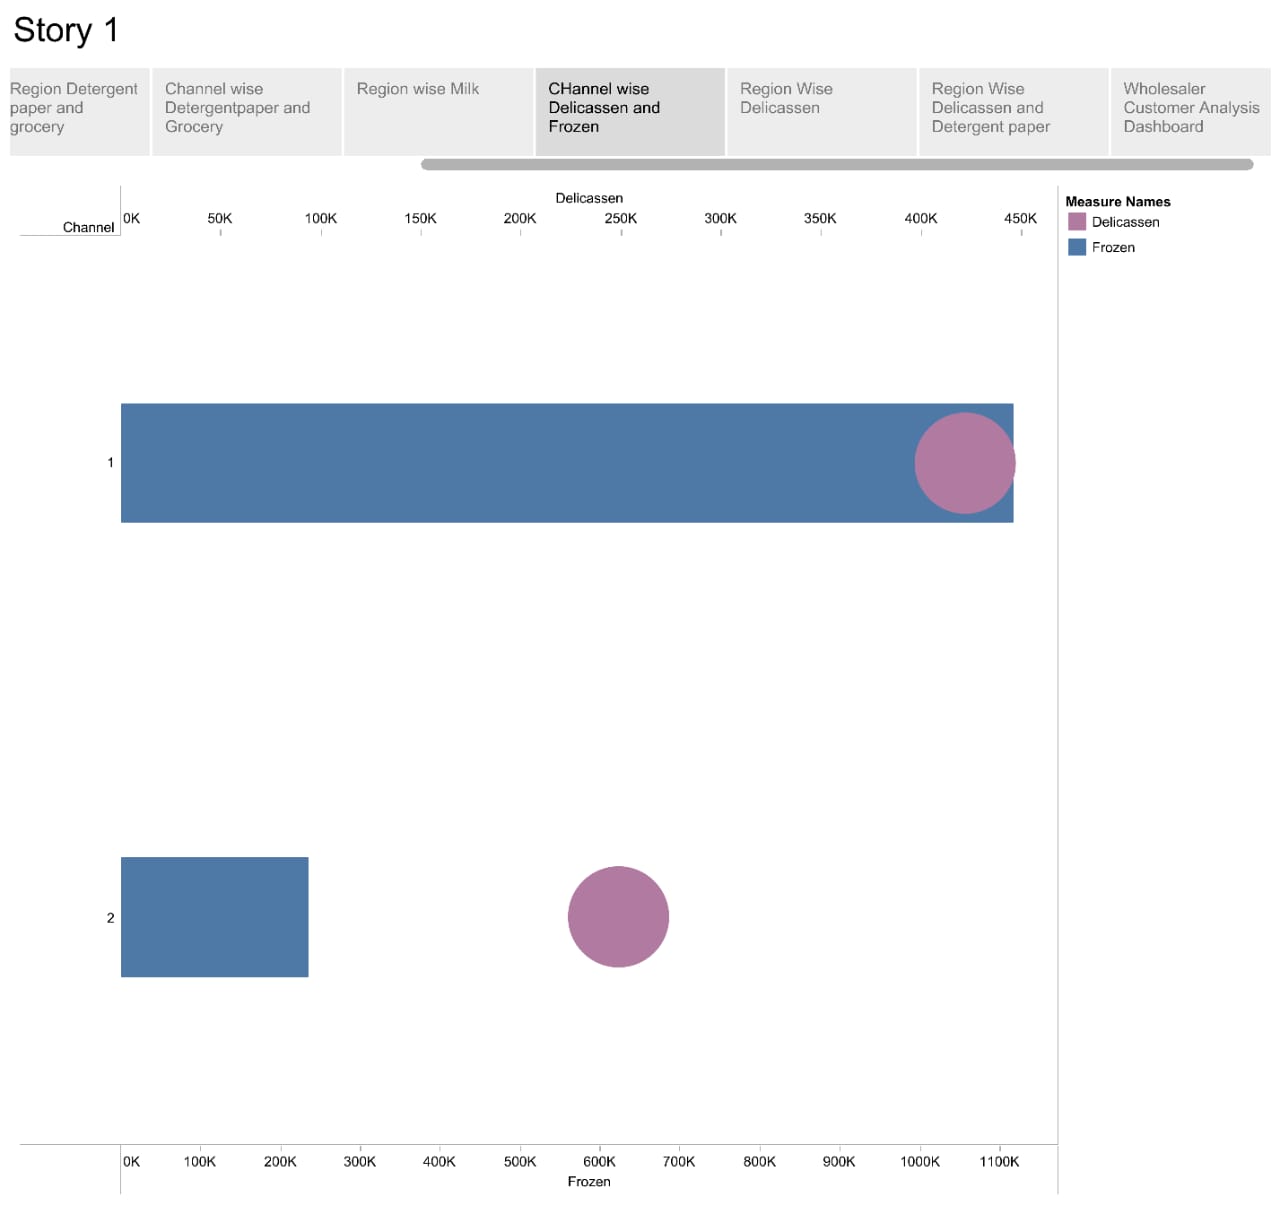 Story 1
Region Detergent
paper and
grocery
Channel wise
Detergentpaper and
Grocery
Region wise Milk
CHannel wise
Delicassen and
Frozen
Region Wise
Delicassen
Region Wise
Delicassen and
Detergent paper
Wholesaler
Customer Analysis
Dashboard
Delicassen
Channel
0K 50K 100K 150K 200K 250K 300K 350K 400K 450K
Measure Names
Delicassen
Frozen
1
2
0K 100K 200K 300K 400K 500K 600K 700K 800K 900K 1000K 1100K
Frozen